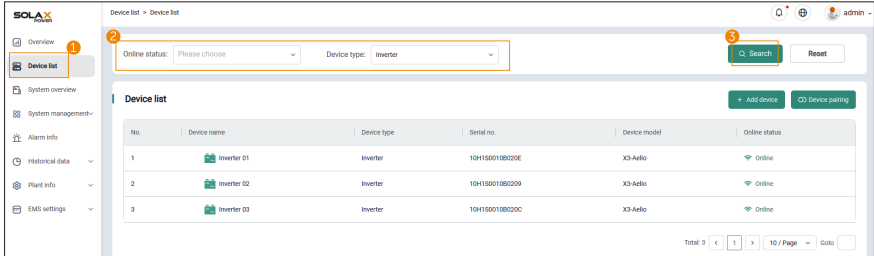 SOLAX
POWER
Device list > Device list
admin
Overview
1
Device list
System overview
System management
Alarm info
Historical data
Plant info
EMS settings
2
Online status: Please choose Device type: Inverter
3
Search Reset
Device list
+ Add device Device pairing
No. Device name Device type Serial no. Device model Online status
1 Inverter 01 Inverter 10H1S0010B020E X3-Aelio Online
2 Inverter 02 Inverter 10H1S0010B0209 X3-Aelio Online
3 Inverter 03 Inverter 10H1S0010B020C X3-Aelio Online
Total: 3 < 1 > 10 / Page Goto